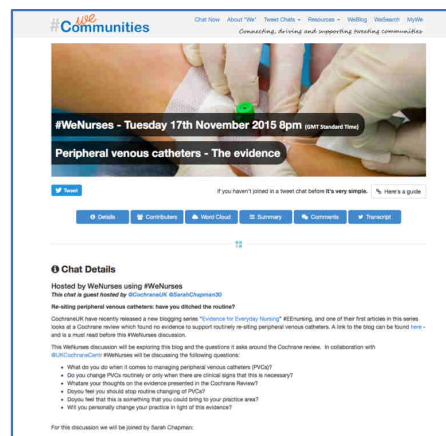 #Communities
we
Chat Now About "We" Tweet Chats Resources WeBlog WeSearch MyWe
Connecting, driving and supporting tweeting communities
#WeNurses - Tuesday 17th November 2015 8pm (GMT Standard Time)
Peripheral venous catheters - The evidence
Tweet
If you haven't joined in a tweet chat before it's very simple. Here's a guide
Details Contributors Word Cloud Summary Comments Transcript
Chat Details
Hosted by WeNurses using #WeNurses
This chat is guest hosted by @CochraneUK @SarahChapman30
Re-siting peripheral venous catheters: have you ditched the routine?
CochraneUK have recently released a new blogging series "Evidence for Everyday Nursing" #EEnursing, and one of their first articles in this series
looks at a Cochrane review which found no evidence to support routinely re-siting peripheral venous catheters. A link to the blog can be found here -
and is a must read before this #WeNurses discussion.
This WeNurses discussion will be exploring this blog and the questions it asks around the Cochrane review. In collaboration with
@UKCochraneCentr #WeNurses will be discussing the following questions:
• What do you do when it comes to managing peripheral venous catheters (PVCs)?
• Do you change PVCs routinely or only when there are clinical signs that this is necessary?
• Whatare your thoughts on the evidence presented in the Cochrane Review?
• Doyou feel you should stop routine changing of PVCs?
• Doyou feel that this is something that you could bring to your practice area?
• Will you personally change your practice in light of this evidence?
For this discussion we will be joined by Sarah Chapman: